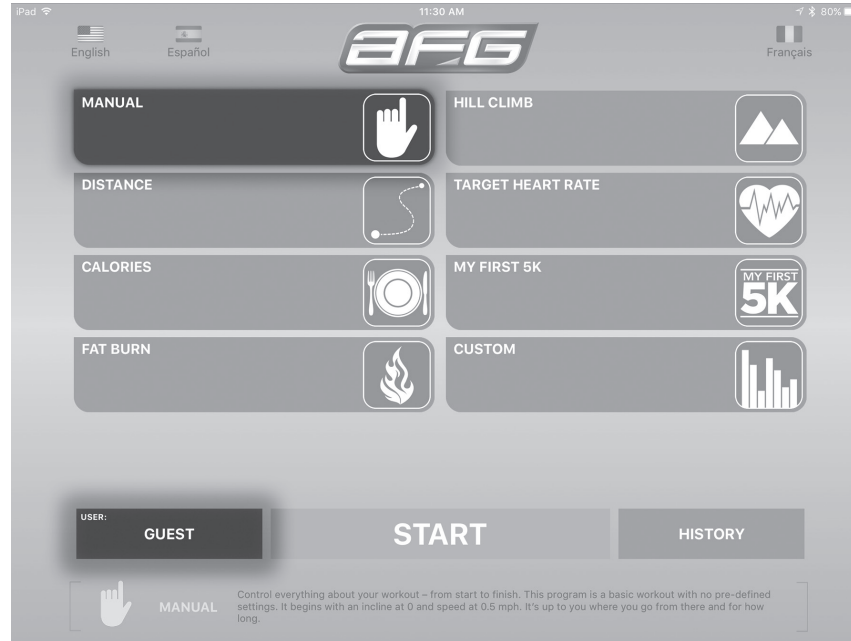 iPad
11:30 AM
80%
English
Español
AFG
Français
MANUAL
HILL CLIMB
DISTANCE
TARGET HEART RATE
CALORIES
MY FIRST 5K
MY FIRST
5K
FAT BURN
CUSTOM
USER:
GUEST
START
HISTORY
MANUAL
Control everything about your workout – from start to finish. This program is a basic workout with no pre-defined
settings. It begins with an incline at 0 and speed at 0.5 mph. It's up to you where you go from there and for how
long.